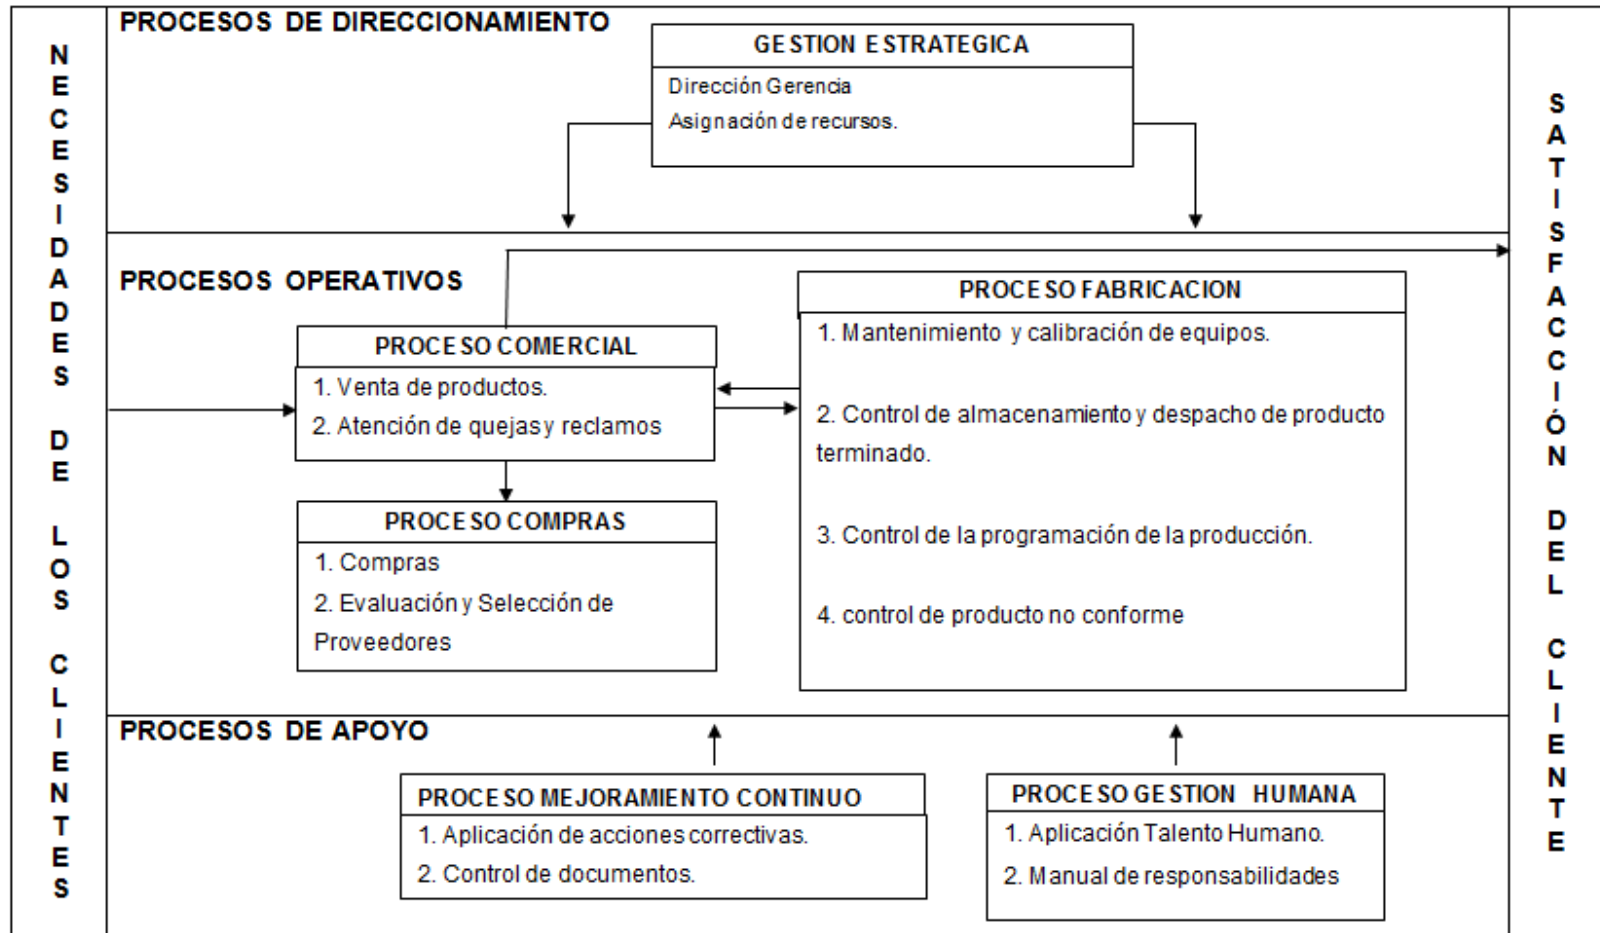 NECESIDADES DE LOS CLIENTES
PROCESOS DE DIRECCIONAMIENTO
GESTION ESTRATEGICA
Dirección Gerencia
Asignación de recursos.
PROCESOS OPERATIVOS
PROCESO COMERCIAL
1. Venta de productos.
2. Atención de quejas y reclamos
PROCESO COMPRAS
1. Compras
2. Evaluación y Selección de
Proveedores
PROCESO FABRICACION
1. Mantenimiento y calibración de equipos.
2. Control de almacenamiento y despacho de producto
terminado.
3. Control de la programación de la producción.
4. control de producto no conforme
PROCESOS DE APOYO
PROCESO MEJORAMIENTO CONTINUO
1. Aplicación de acciones correctivas.
2. Control de documentos.
PROCESO GESTION HUMANA
1. Aplicación Talento Humano.
2. Manual de responsabilidades
SATISFACCIÓN DEL CLIENTE